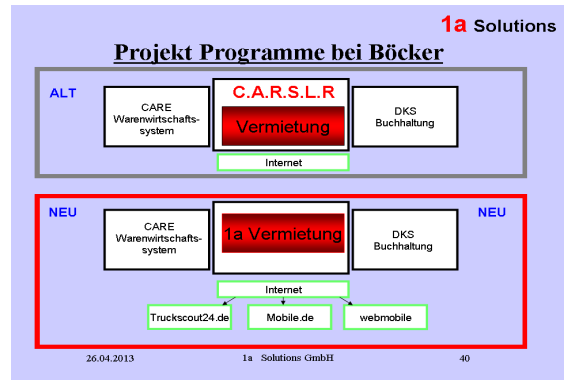 1a Solutions
Projekt Programme bei Böcker
ALT
CARE
Warenwirtschafts-
system
C.A.R.S.L.R
Vermietung
Internet
DKS
Buchhaltung
NEU
NEU
CARE
Warenwirtschafts-
system
1a Vermietung
DKS
Buchhaltung
Internet
Truckscout24.de
Mobile.de
webmobile
26.04.2013
1a Solutions GmbH
40